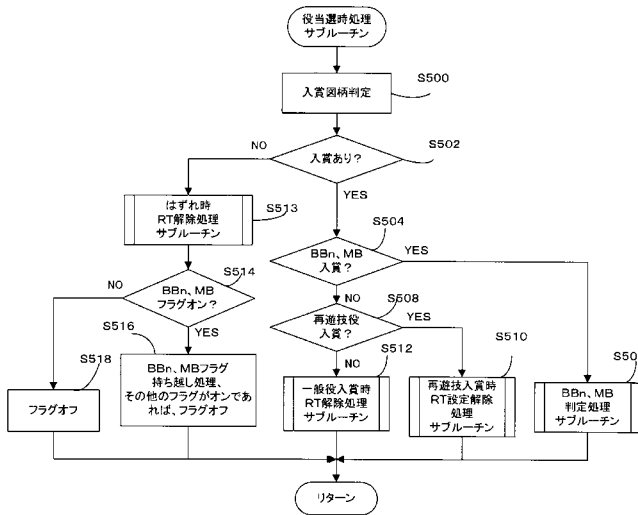 役当選時処理
サブルーチン
S500
入賞図柄判定
S502
NO
入賞あり？
YES
はずれ時
RT解除処理
サブルーチン
S513
S504
BBn、MB
入賞？
YES
NO
S514
BBn、MB
フラグオン？
NO
YES
S508
再遊技役
入賞？
YES
NO
S516
BBn、MBフラグ
持ち越し処理、
その他のフラグがオンであ
れば、フラグオフ
S518
フラグオフ
S512
一般役入賞時
RT解除処理
サブルーチン
S510
再遊技入賞時
RT設定解除
処理
サブルーチン
S50
BBn、MB
判定処理
サブルーチン
リターン